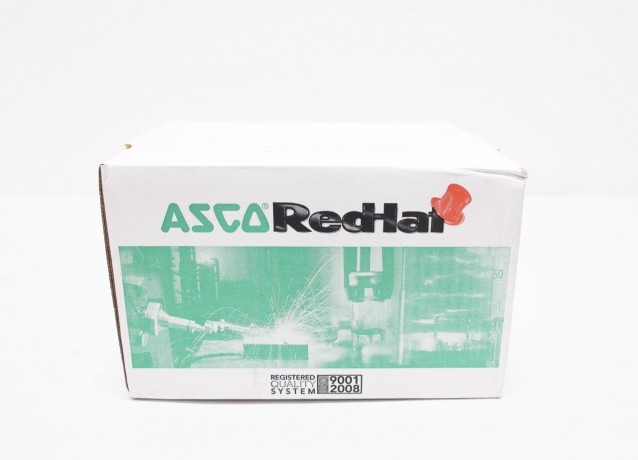 ASCO® RedHat
REGISTERED
QUALITY
SYSTEM
9001
2008